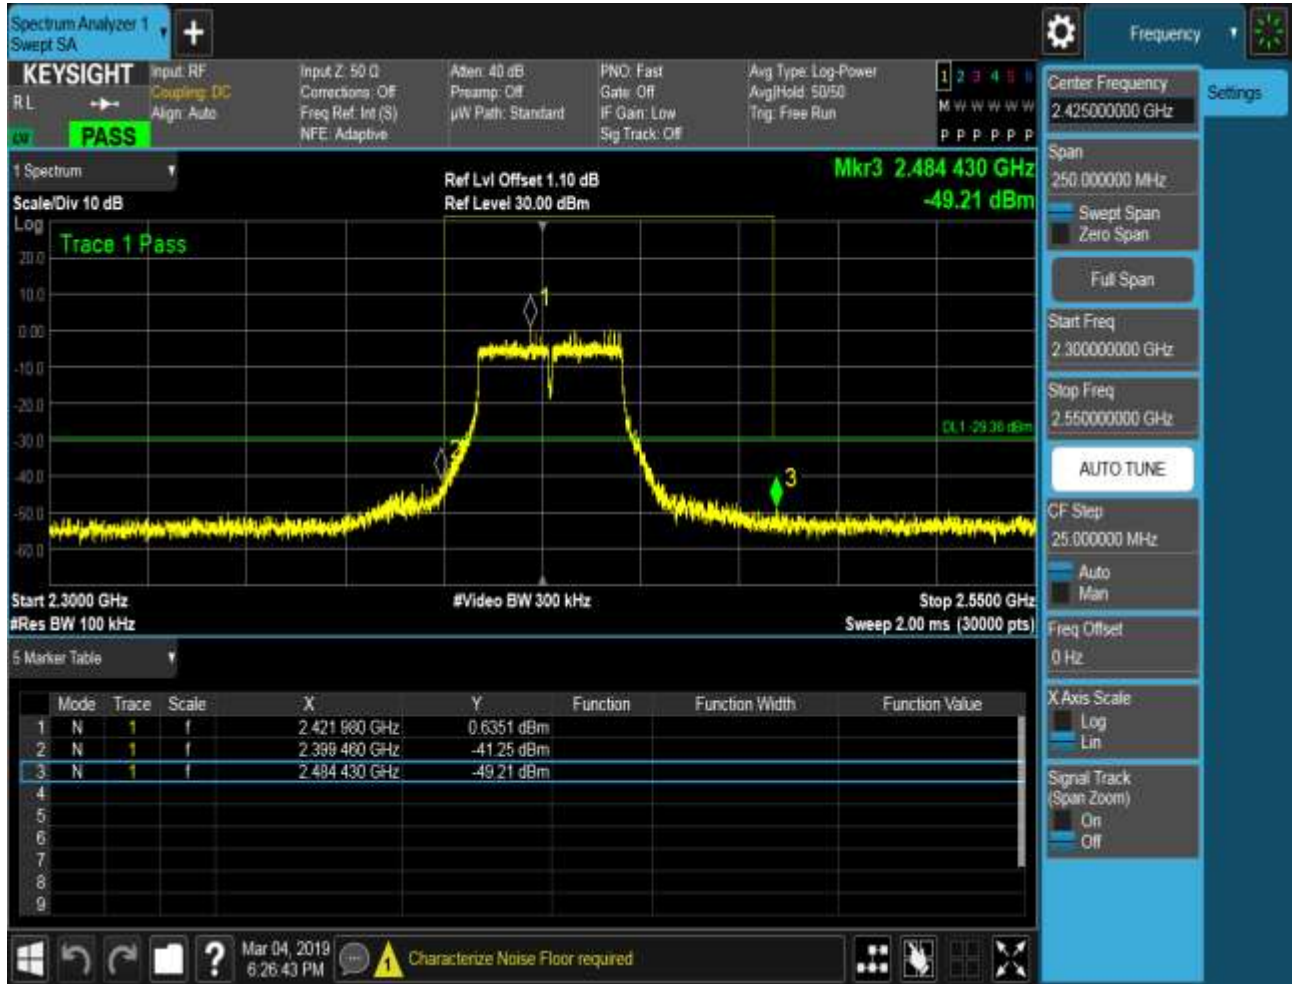 Spectrum Analyzer 1
Swept SA
+
Frequency
KEYSIGHT
RL
PASS
Input: RF
Coupling: DC
Align: Auto
Input Z: 50 Ω
Corrections: Off
Freq Ref: Int (S)
NFE: Adaptive
Atten: 40 dB
Preamp: Off
µW Path: Standard
PNO: Fast
Gate: Off
IF Gain: Low
Sig Track: Off
Avg Type: Log-Power
Avg|Hold: 50/50
Trig: Free Run
1 2 3 4 5 6
M W W W W W
P P P P P P
1 Spectrum
Scale/Div 10 dB
Ref Lvl Offset 1.10 dB
Ref Level 30.00 dBm
Mkr3 2.484 430 GHz
-49.21 dBm
Log
Trace 1 Pass
20.0
10.0
0.00
-10.0
-20.0
-30.0
-40.0
-50.0
-60.0
1
2
3
DL1 -29.36 dBm
Start 2.3000 GHz
#Res BW 100 kHz
#Video BW 300 kHz
Stop 2.5500 GHz
Sweep 2.00 ms (30000 pts)
5 Marker Table
Mode Trace Scale X Y Function Function Width Function Value
1 N 1 f 2.421 980 GHz 0.6351 dBm
2 N 1 f 2.399 460 GHz -41.25 dBm
3 N 1 f 2.484 430 GHz -49.21 dBm
4
5
6
7
8
9
Mar 04, 2019
6:26:43 PM
?
1
Characterize Noise Floor required
Settings
Center Frequency
2.425000000 GHz
Span
250.000000 MHz
Swept Span
Zero Span
Full Span
Start Freq
2.300000000 GHz
Stop Freq
2.550000000 GHz
AUTO TUNE
CF Step
25.000000 MHz
Auto
Man
Freq Offset
0 Hz
X Axis Scale
Log
Lin
Signal Track
(Span Zoom)
On
Off